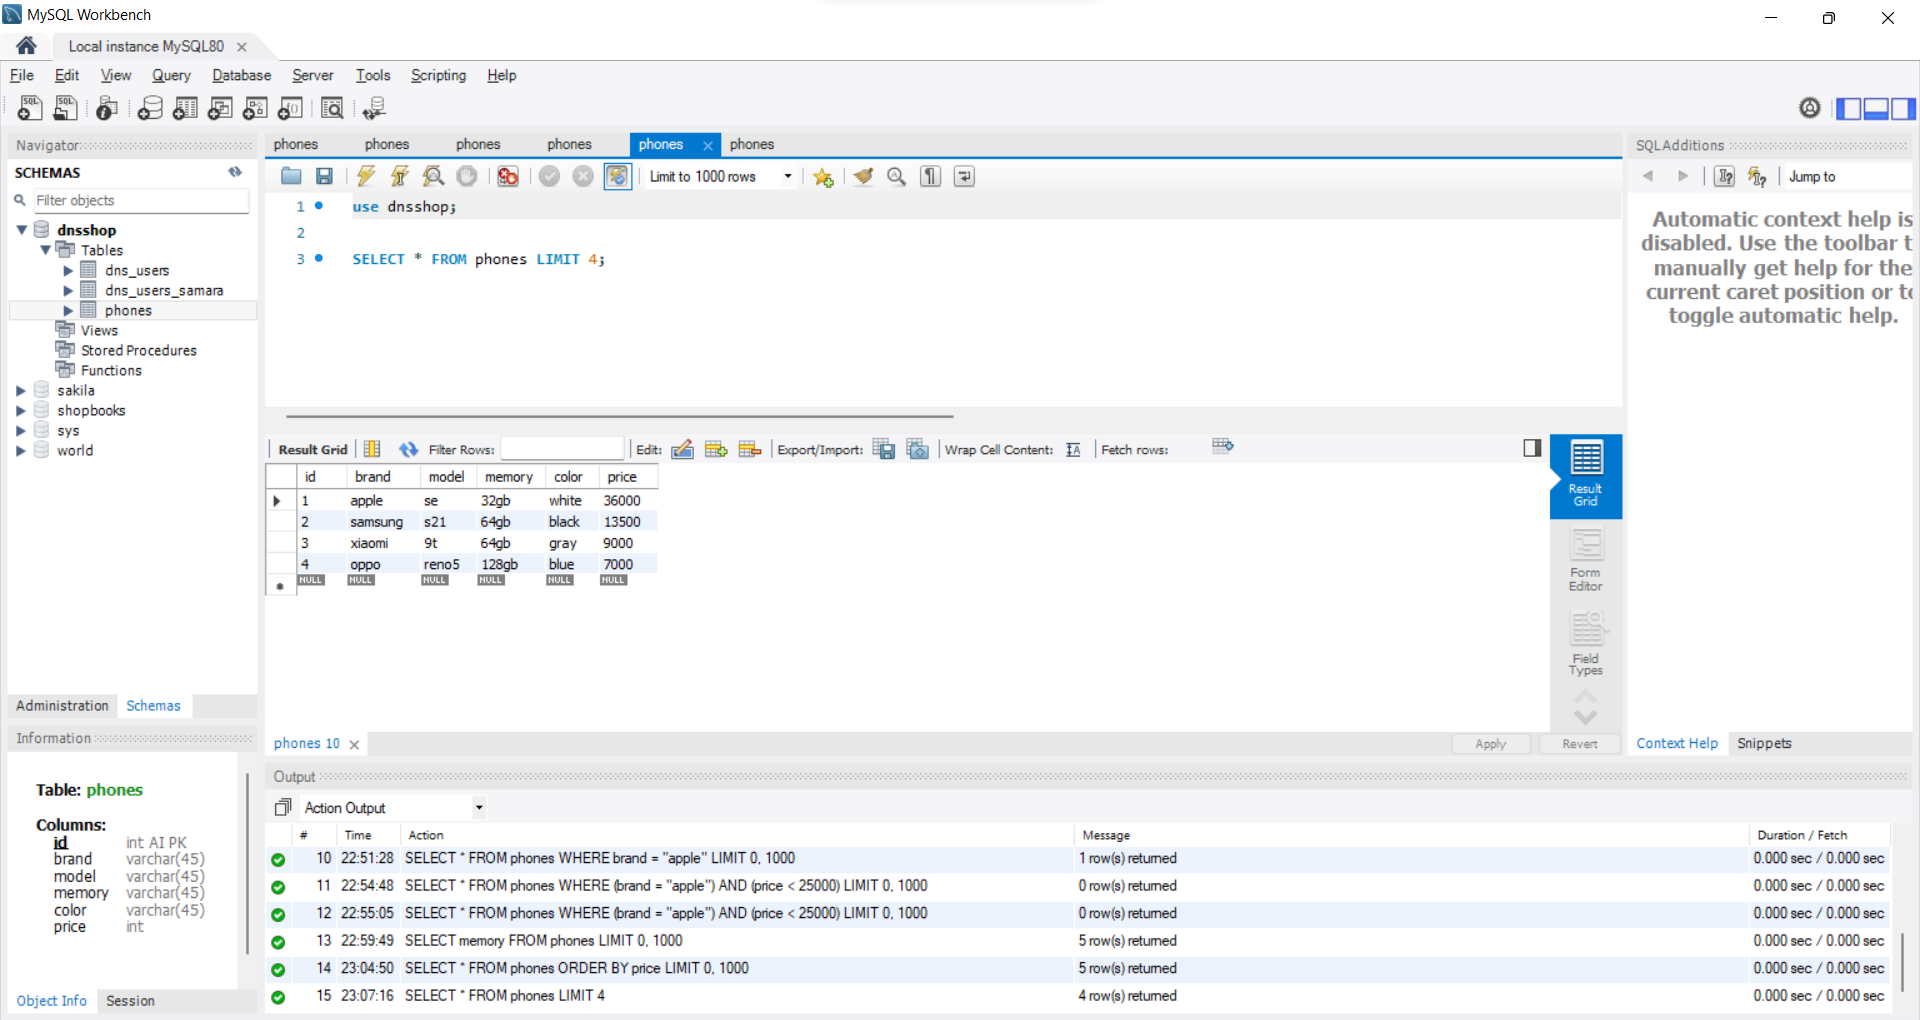 MySQL Workbench
Local instance MySQL80
File Edit View Query Database Server Tools Scripting Help
Navigator
SCHEMAS
Filter objects
dnsshop
Tables
dns_users
dns_users_samara
phones
Views
Stored Procedures
Functions
sakila
shopbooks
sys
world
Administration Schemas
Information
Table: phones
Columns:
id int AI PK
brand varchar(45)
model varchar(45)
memory varchar(45)
color varchar(45)
price int
Object Info Session
phones phones phones phones phones phones
Limit to 1000 rows
1 use dnsshop;
2
3 SELECT * FROM phones LIMIT 4;
Result Grid Filter Rows: Edit: Export/Import: Wrap Cell Content: Fetch rows:
id brand model memory color price
1 apple se 32gb white 36000
2 samsung s21 64gb black 13500
3 xiaomi 9t 64gb gray 9000
4 oppo reno5 128gb blue 7000
NULL NULL NULL NULL NULL NULL
Result
Grid
Form
Editor
Field
Types
phones 10
Apply Revert
SQLAdditions
Jump to
Automatic context help is
disabled. Use the toolbar t
manually get help for the
current caret position or to
toggle automatic help.
Context Help Snippets
Output
Action Output
# Time Action Message Duration / Fetch
10 22:51:28 SELECT * FROM phones WHERE brand = "apple" LIMIT 0, 1000 1 row(s) returned 0.000 sec / 0.000 sec
11 22:54:48 SELECT * FROM phones WHERE (brand = "apple") AND (price < 25000) LIMIT 0, 1000 0 row(s) returned 0.000 sec / 0.000 sec
12 22:55:05 SELECT * FROM phones WHERE (brand = "apple") AND (price < 25000) LIMIT 0, 1000 0 row(s) returned 0.000 sec / 0.000 sec
13 22:59:49 SELECT memory FROM phones LIMIT 0, 1000 5 row(s) returned 0.000 sec / 0.000 sec
14 23:04:50 SELECT * FROM phones ORDER BY price LIMIT 0, 1000 5 row(s) returned 0.000 sec / 0.000 sec
15 23:07:16 SELECT * FROM phones LIMIT 4 4 row(s) returned 0.000 sec / 0.000 sec